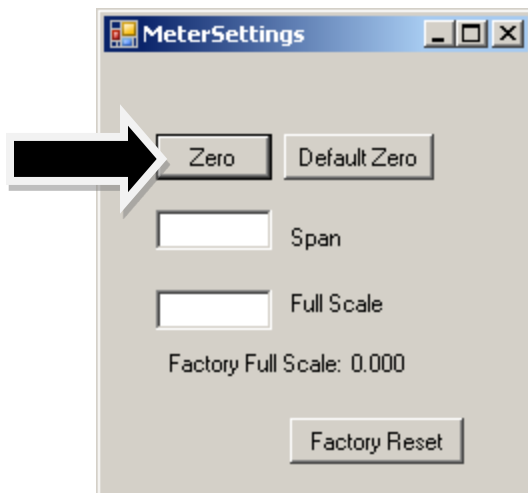 MeterSettings
Zero Default Zero
Span
Full Scale
Factory Full Scale: 0.000
Factory Reset